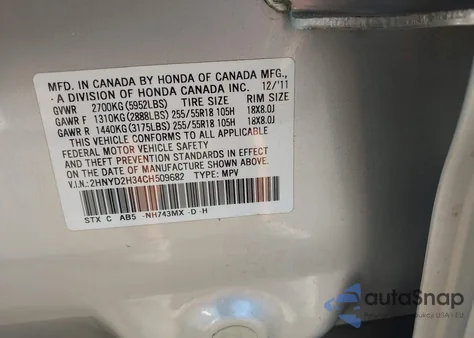 MFD. IN CANADA BY HONDA OF CANADA MFG.,
A DIVISION OF HONDA CANADA INC. 12/'11
GVWR 2700KG(5952LBS) TIRE SIZE RIM SIZE
GAWR F 1310KG(2888LBS) 255/55R18 105H 18X8.0J
GAWR R 1440KG(3175LBS) 255/55R18 105H 18X8.0J
THIS VEHICLE CONFORMS TO ALL APPLICABLE
FEDERAL MOTOR VEHICLE SAFETY
AND THEFT PREVENTION STANDARDS IN EFFECT
ON THE DATE OF MANUFACTURE SHOWN ABOVE.
V.I.N.:2HNYD2H34CH509682 TYPE: MPV
STX C AB5 -NH743MX -D -H
autoSnap
USA i EU